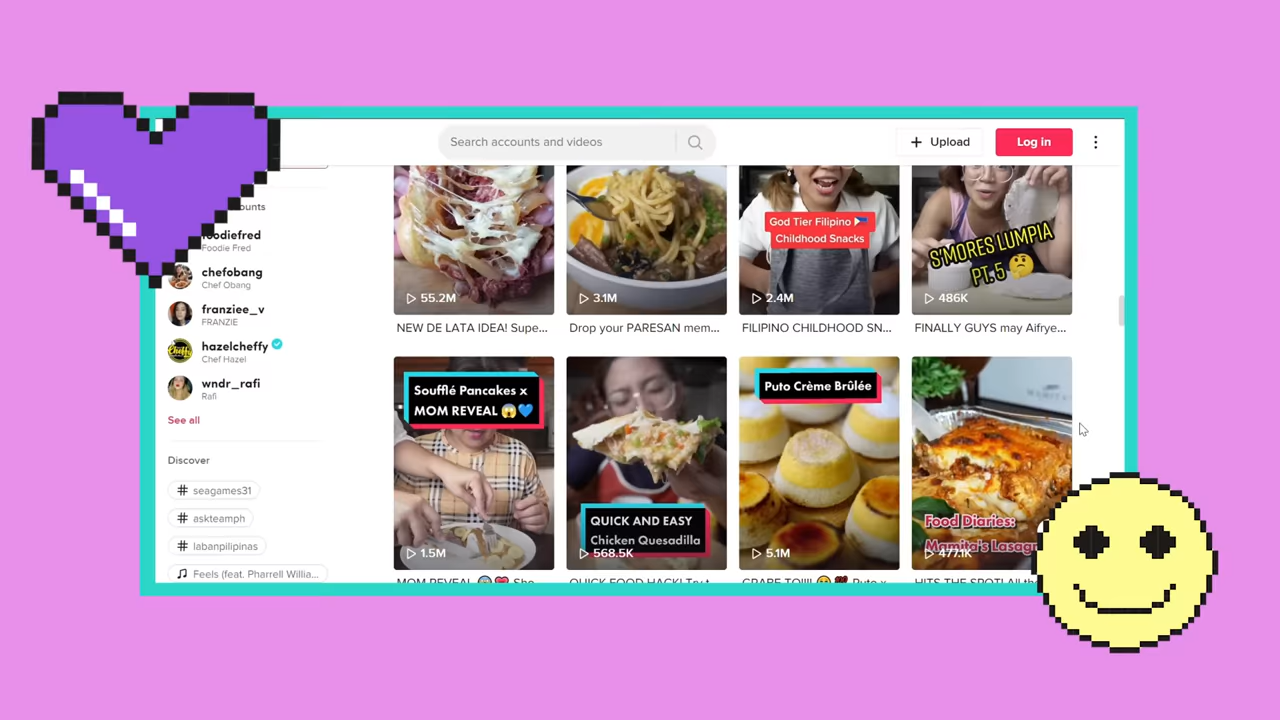 Search accounts and videos
Upload
Log in
foodiefred
Foodie Fred
chefobang
Chef Obang
franziee_v
FRANZIE
hazelcheffy
Chef Hazel
wndr_rafi
Rafi
See all
Discover
# seagames31
# askteamph
# labanpilipinas
Feels (feat. Pharrell Willia...
55.2M
NEW DE LATA IDEA! Supe...
3.1M
Drop your PARESAN mem...
God Tier Filipino 🇵🇭
Childhood Snacks
2.4M
FILIPINO CHILDHOOD SN...
S'MORES LUMPIA
PT.5 🤔
486K
FINALLY GUYS may Aifrye...
Soufflé Pancakes x
MOM REVEAL 😱💙
1.5M
QUICK AND EASY
Chicken Quesadilla
568.5K
Puto Crème Brûlée
5.1M
Food Diaries:
Mamita's Lasagn
477.1K